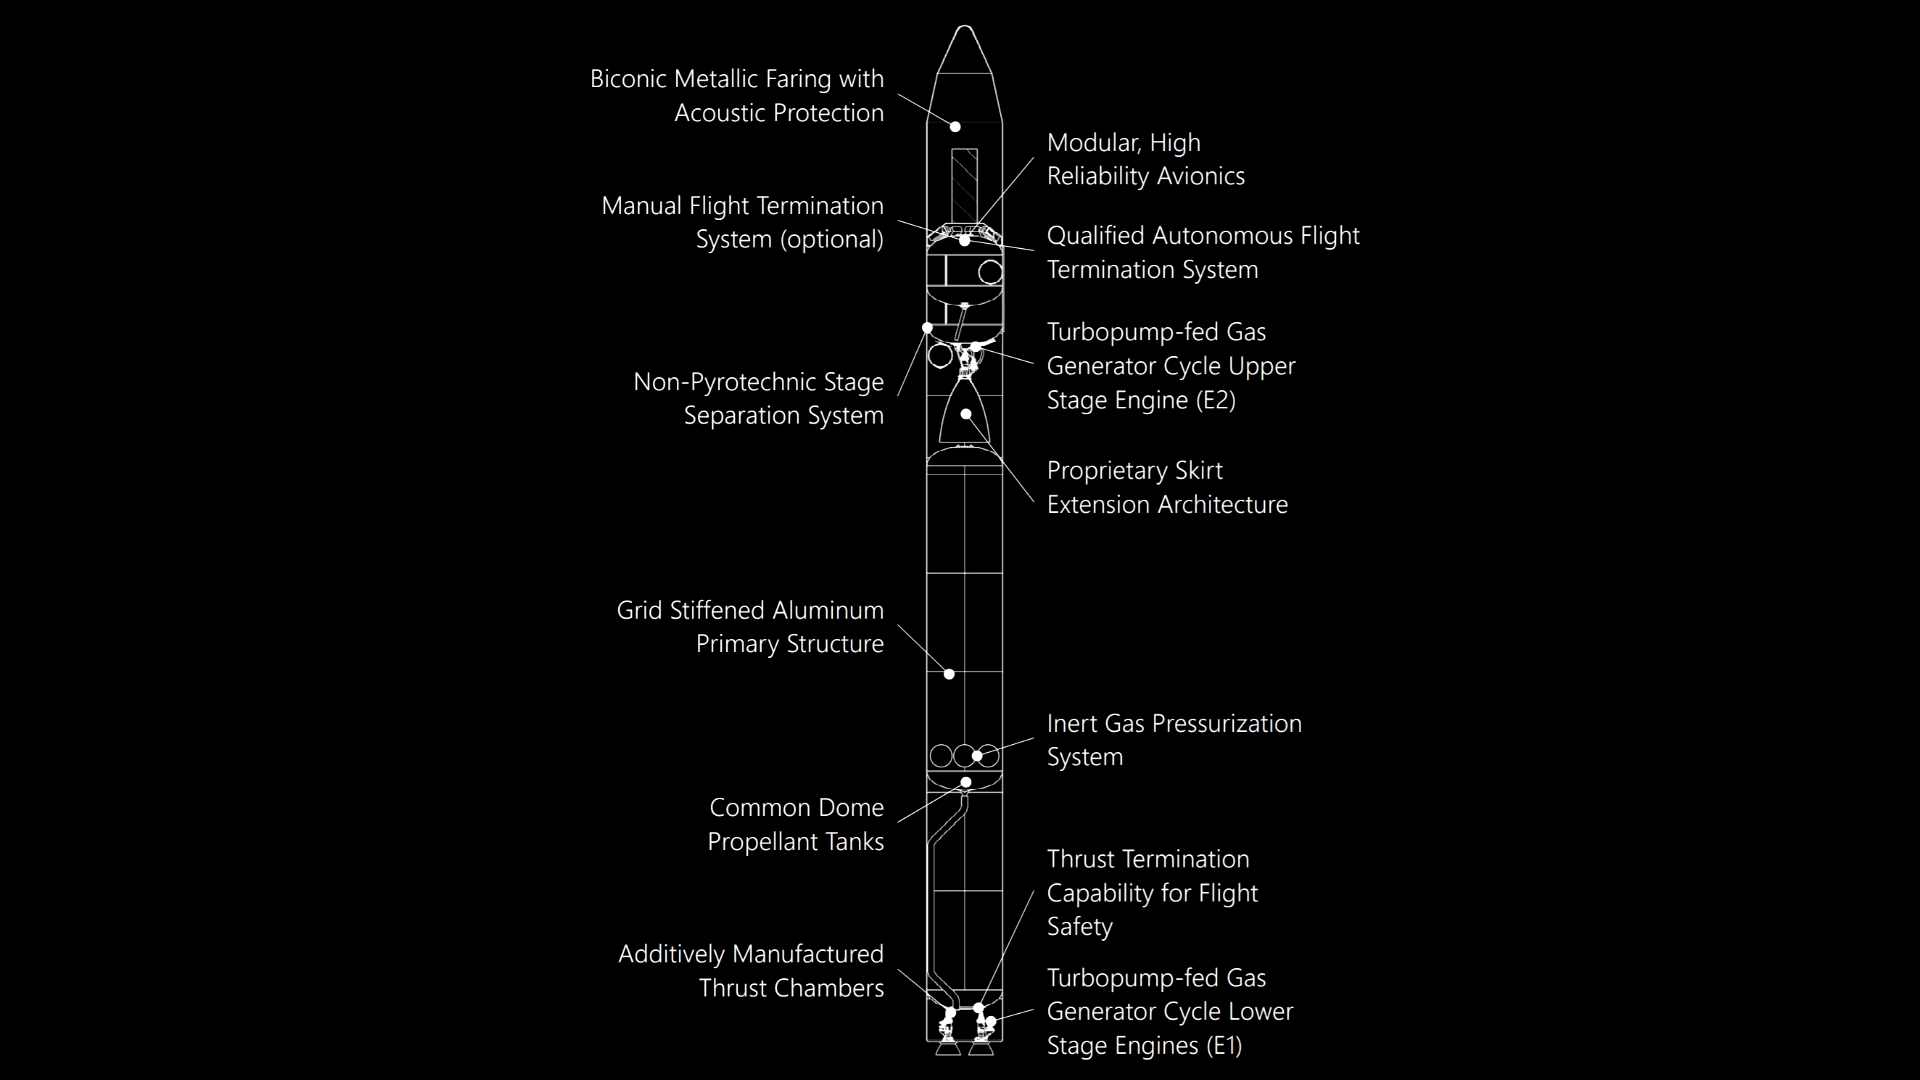 Biconic Metallic Faring with
Acoustic Protection
Modular, High
Reliability Avionics
Manual Flight Termination
System (optional)
Qualified Autonomous Flight
Termination System
Turbopump-fed Gas
Generator Cycle Upper
Stage Engine (E2)
Non-Pyrotechnic Stage
Separation System
Proprietary Skirt
Extension Architecture
Grid Stiffened Aluminum
Primary Structure
Inert Gas Pressurization
System
Common Dome
Propellant Tanks
Thrust Termination
Capability for Flight
Safety
Additively Manufactured
Thrust Chambers
Turbopump-fed Gas
Generator Cycle Lower
Stage Engines (E1)